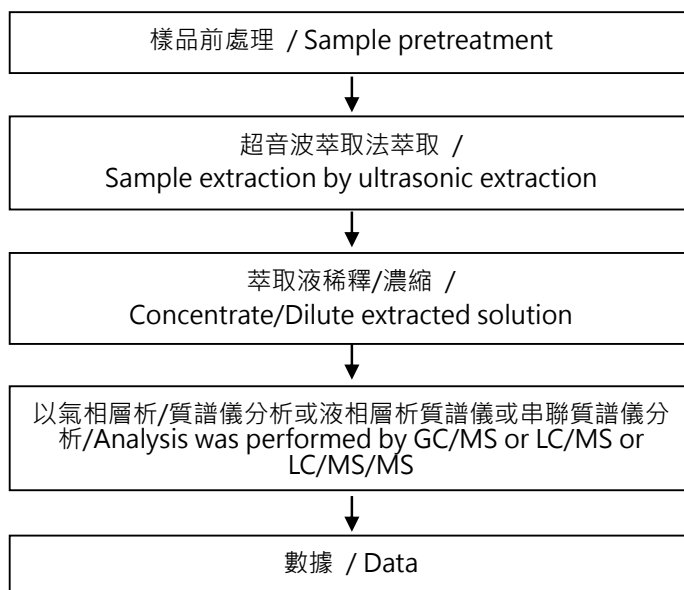 樣品前處理 / Sample pretreatment
超音波萃取法萃取 /
Sample extraction by ultrasonic extraction
萃取液稀釋/濃縮 /
Concentrate/Dilute extracted solution
以氣相層析/質譜儀分析或液相層析質譜儀或串聯質譜儀分
析/Analysis was performed by GC/MS or LC/MS or
LC/MS/MS
數據 / Data